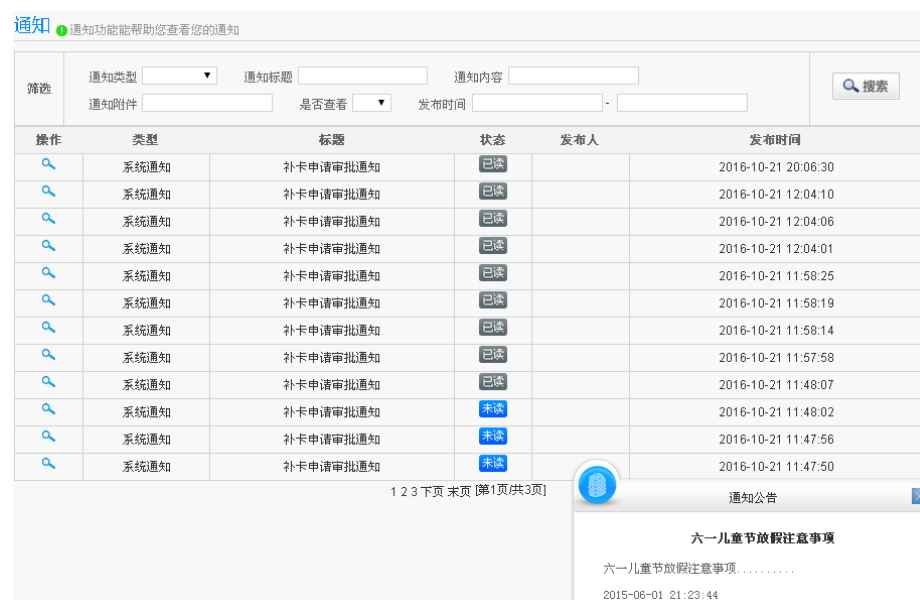 通知 通知功能能帮助您查看您的通知
筛选 通知类型 通知标题 通知内容 搜索
通知附件 是否查看 发布时间 -
操作 类型 标题 状态 发布人 发布时间
系统通知 补卡申请审批通知 已读 2016-10-21 20:06:30
系统通知 补卡申请审批通知 已读 2016-10-21 12:04:10
系统通知 补卡申请审批通知 已读 2016-10-21 12:04:06
系统通知 补卡申请审批通知 已读 2016-10-21 12:04:01
系统通知 补卡申请审批通知 已读 2016-10-21 11:58:25
系统通知 补卡申请审批通知 已读 2016-10-21 11:58:19
系统通知 补卡申请审批通知 已读 2016-10-21 11:58:14
系统通知 补卡申请审批通知 已读 2016-10-21 11:57:58
系统通知 补卡申请审批通知 已读 2016-10-21 11:48:07
系统通知 补卡申请审批通知 未读 2016-10-21 11:48:02
系统通知 补卡申请审批通知 未读 2016-10-21 11:47:56
系统通知 补卡申请审批通知 未读 2016-10-21 11:47:50
1 2 3 下页 末页 [第1页/共3页]
通知公告
六一儿童节放假注意事项
六一儿童节放假注意事项..........
2015-06-01 21:23:44